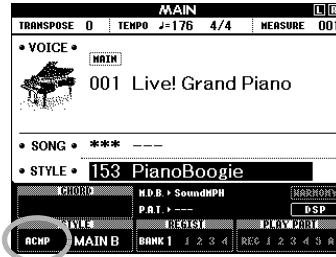 MAIN L R
TRANSPOSE 0 TEMPO ♩=176 4/4 MEASURE 001
• VOICE •
MAIN
001 Live! Grand Piano
• SONG • *** ---
• STYLE • 153 PianoBoogie
CHORD M.D.B. ▸ SoundMPH HARMONY
P.A.T. ▸ --- DSP
STYLE REGIST PLAY PART
ACMP MAIN B BANK 1 1 2 3 4 REC 1 2 3 4 5